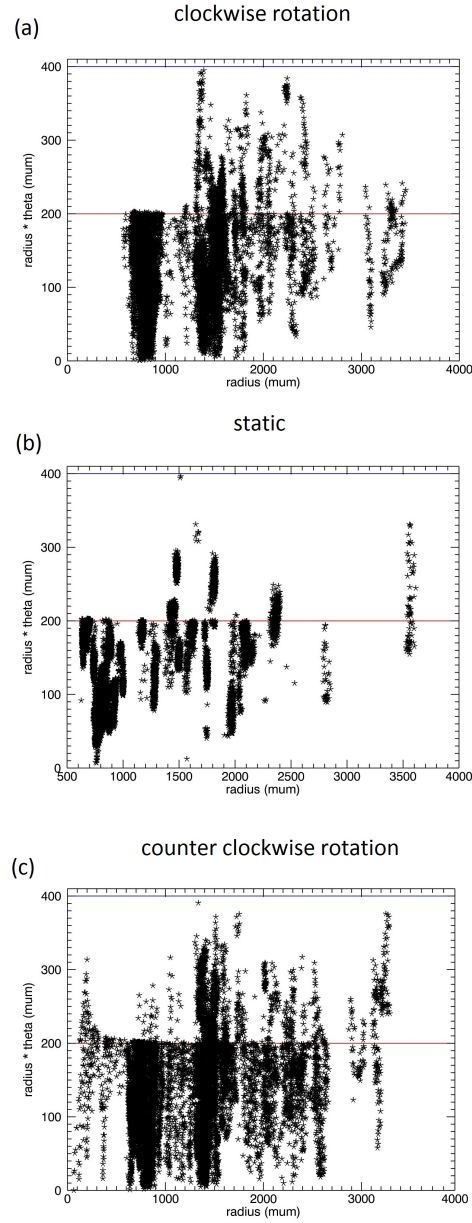 clockwise rotation
(a)
400
300
200
100
0
radius * theta (mum)
0 1000 2000 3000 4000
radius (mum)
static
(b)
400
300
200
100
0
radius * theta (mum)
500 1000 1500 2000 2500 3000 3500 4000
radius (mum)
counter clockwise rotation
(c)
400
300
200
100
0
radius * theta (mum)
0 1000 2000 3000 4000
radius (mum)